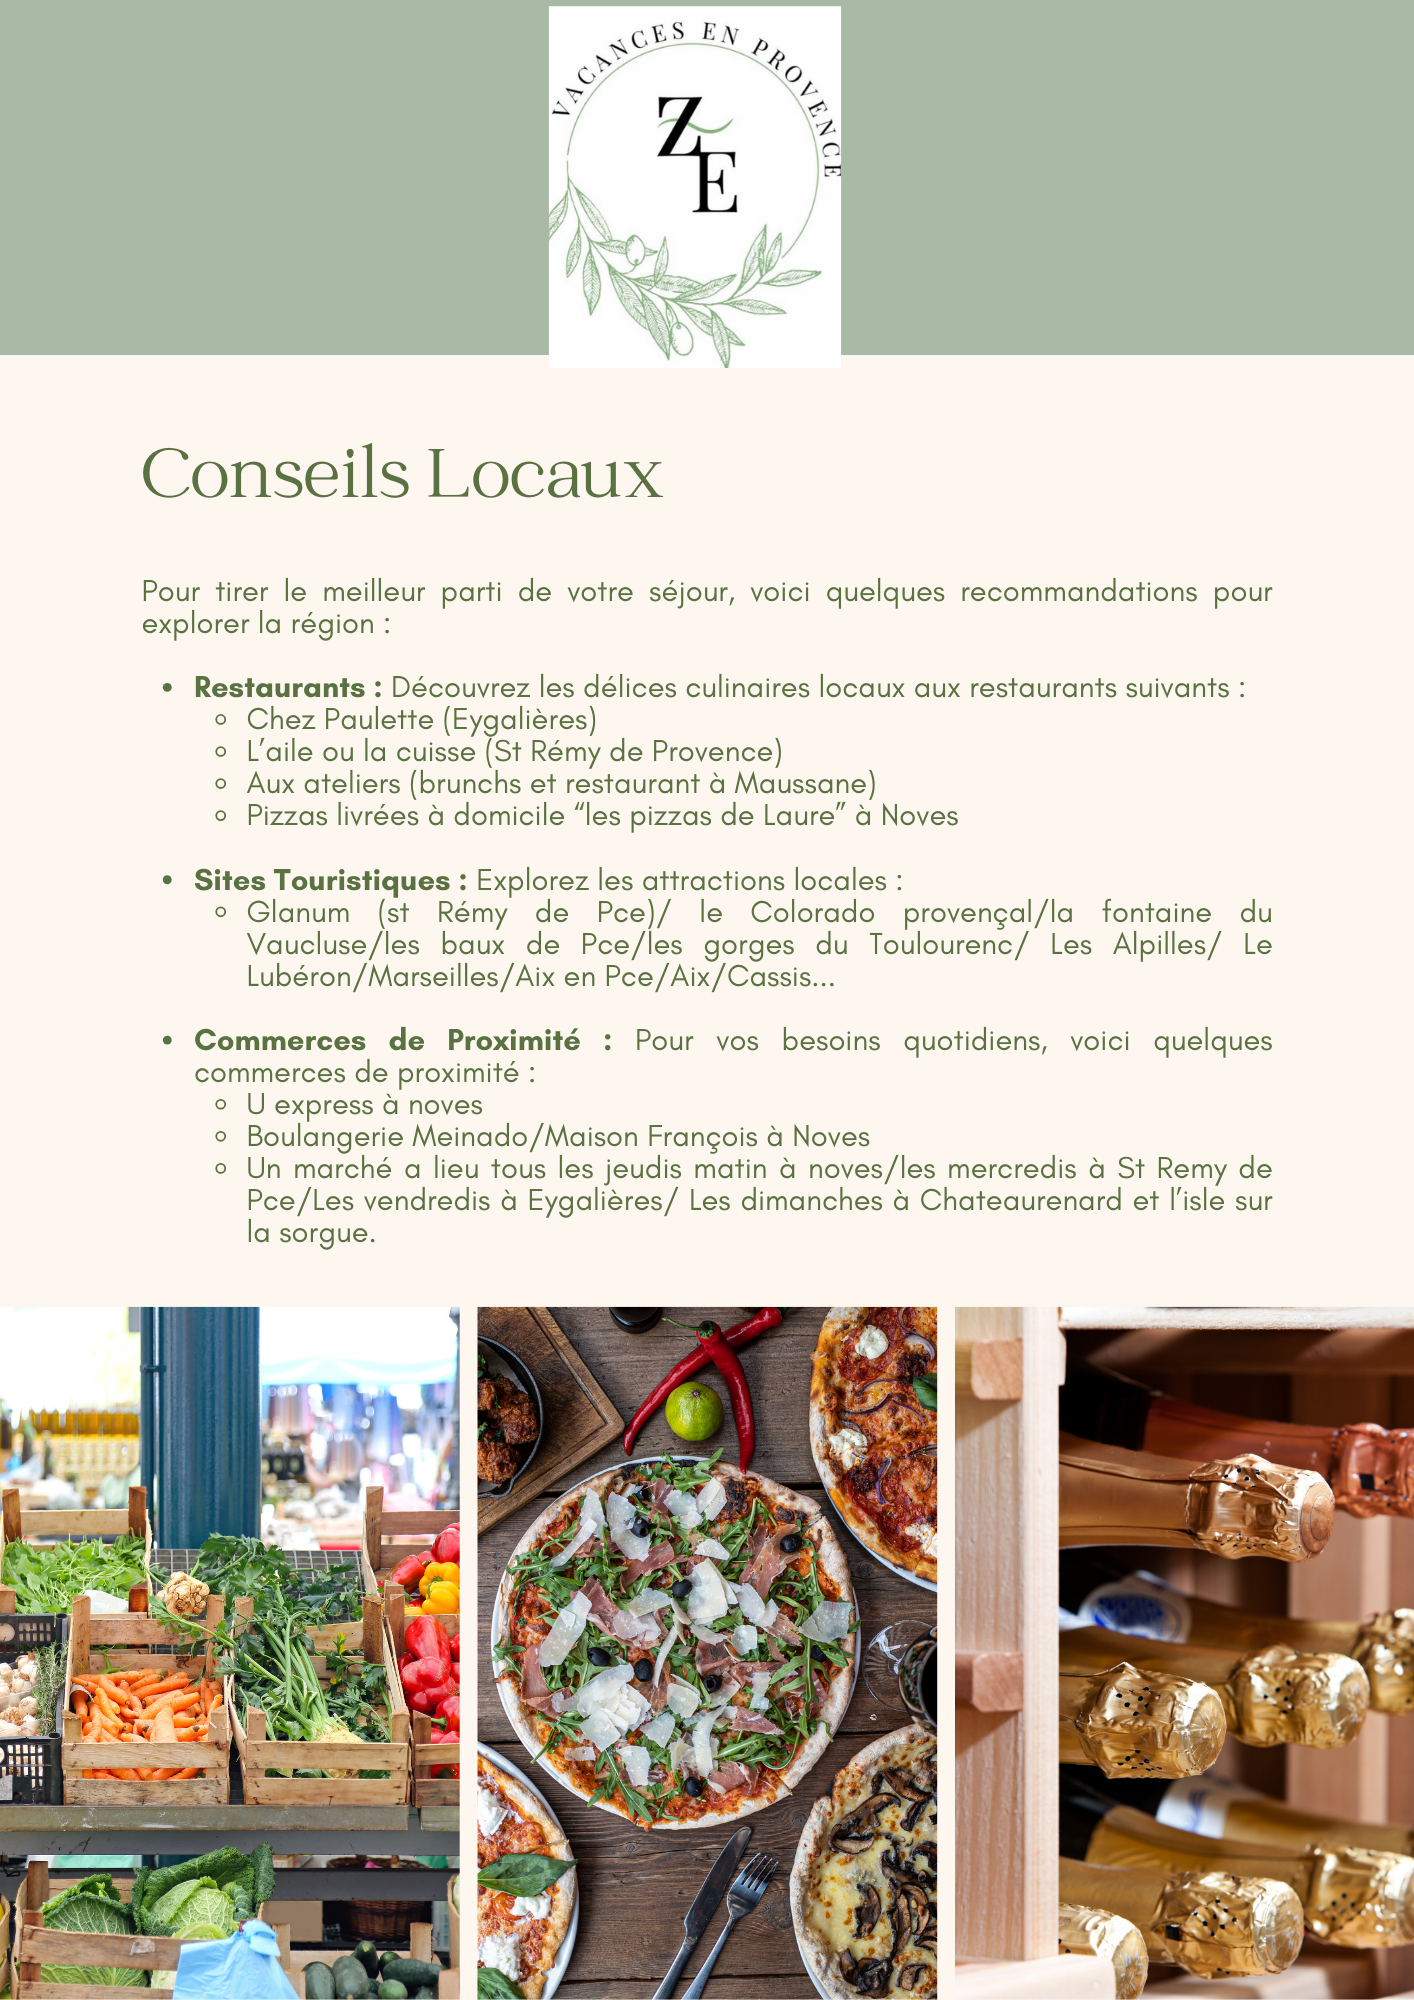 VACANCES EN PROVENCE
Z
E
Conseils Locaux
Pour tirer le meilleur parti de votre séjour, voici quelques recommandations pour
explorer la région :
• Restaurants : Découvrez les délices culinaires locaux aux restaurants suivants :
◦ Chez Paulette (Eygalières)
◦ L’aile ou la cuisse (St Rémy de Provence)
◦ Aux ateliers (brunchs et restaurant à Maussane)
◦ Pizzas livrées à domicile “les pizzas de Laure” à Noves
• Sites Touristiques : Explorez les attractions locales :
◦ Glanum (st Rémy de Pce)/ le Colorado provençal/la fontaine du
Vaucluse/les baux de Pce/les gorges du Toulourenc/ Les Alpilles/ Le
Lubéron/Marseilles/Aix en Pce/Aix/Cassis...
• Commerces de Proximité : Pour vos besoins quotidiens, voici quelques
commerces de proximité :
◦ U express à noves
◦ Boulangerie Meinado/Maison François à Noves
◦ Un marché a lieu tous les jeudis matin à noves/les mercredis à St Remy de
Pce/Les vendredis à Eygalières/ Les dimanches à Chateaurenard et l’isle sur
la sorgue.